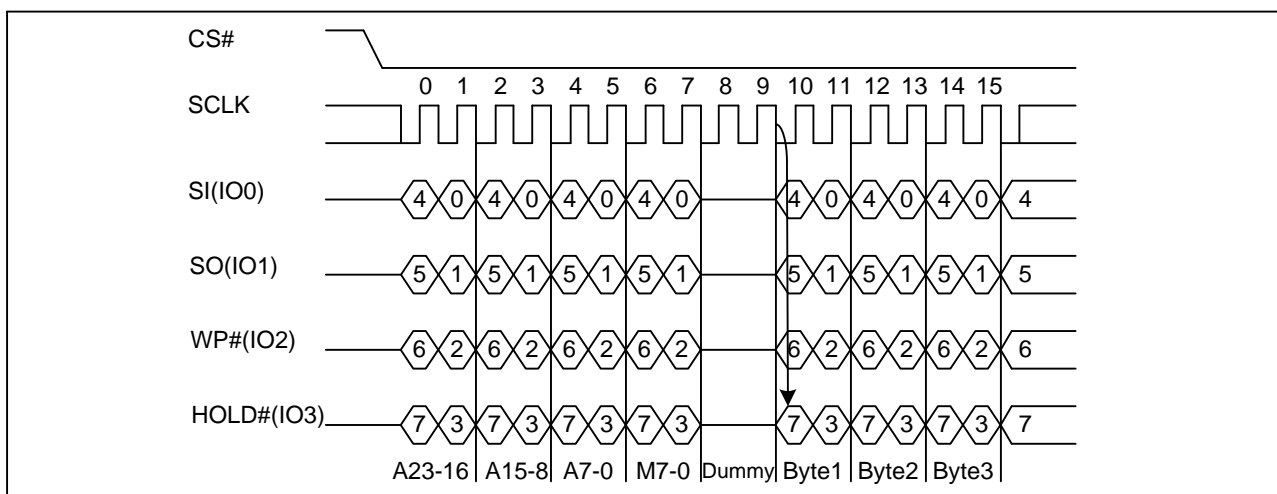 CS#
0 1 2 3 4 5 6 7 8 9 10 11 12 13 14 15
SCLK
SI(IO0) 4 0 4 0 4 0 4 0 4 0 4 0 4 0 4
SO(IO1) 5 1 5 1 5 1 5 1 5 1 5 1 5 1 5
WP#(IO2) 6 2 6 2 6 2 6 2 6 2 6 2 6 2 6
HOLD#(IO3) 7 3 7 3 7 3 7 3 7 3 7 3 7 3 7
A23-16 A15-8 A7-0 M7-0 Dummy Byte1 Byte2 Byte3